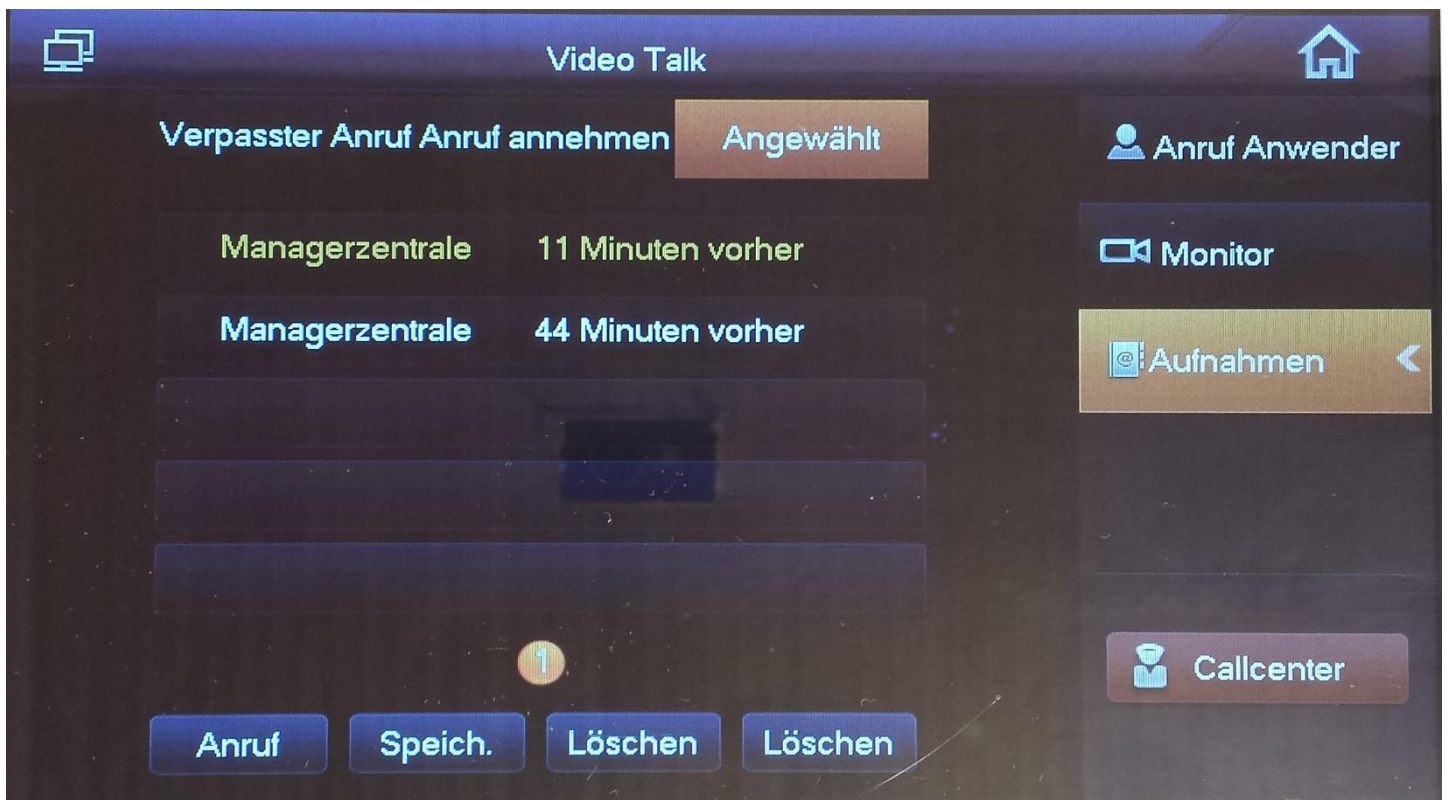 Video Talk
Verpasster Anruf Anruf annehmen Angewählt
Managerzentrale 11 Minuten vorher
Managerzentrale 44 Minuten vorher
1
Anruf Speich. Löschen Löschen
Anruf Anwender
Monitor
Aufnahmen
Callcenter